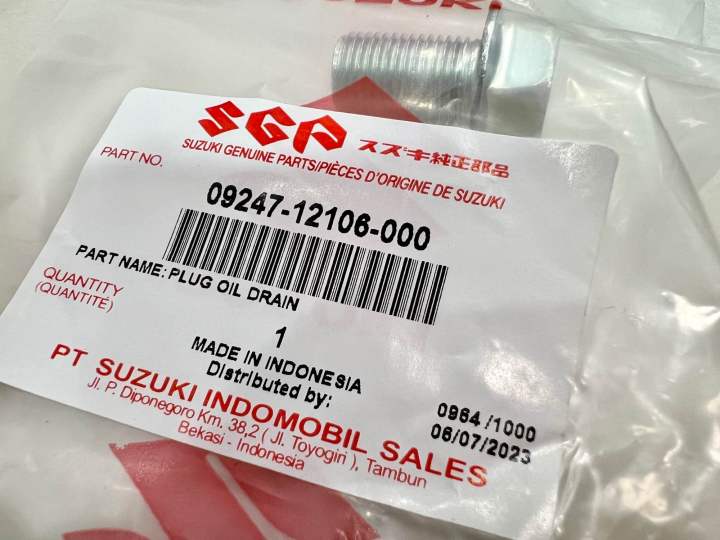 SUZUKI
SGP スズキ純正部品
SUZUKI GENUINE PARTS/PIÈCES D'ORIGINE DE SUZUKI
PART NO.
09247-12106-000
PART NAME: PLUG OIL DRAIN
QUANTITY
(QUANTITÉ)
1
MADE IN INDONESIA
Distributed by:
PT SUZUKI INDOMOBIL SALES
Jl. P. Diponegoro Km. 38,2 ( Jl. Toyogiri ), Tambun
Bekasi - Indonesia
0964 /1000
06/07/2023